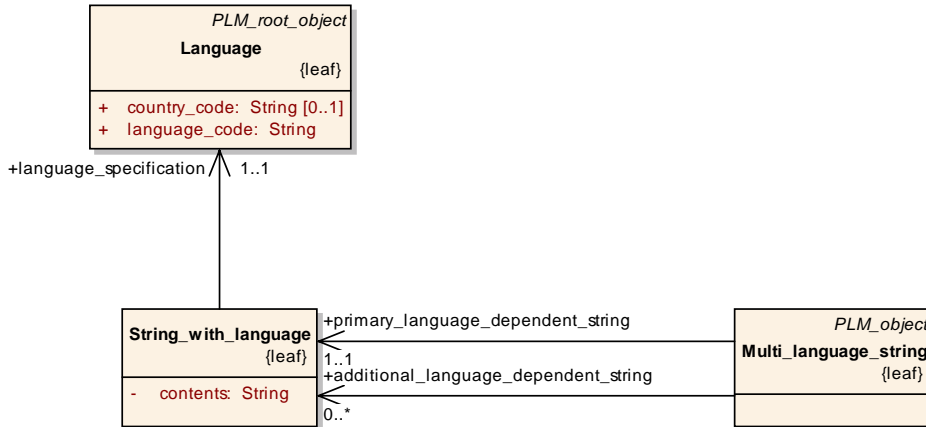 PLM_root_object
Language
{leaf}
+ country_code: String [0..1]
+ language_code: String
+language_specification 1..1
String_with_language
{leaf}
- contents: String
+primary_language_dependent_string
1..1
+additional_language_dependent_string
0..*
PLM_object
Multi_language_string
{leaf}